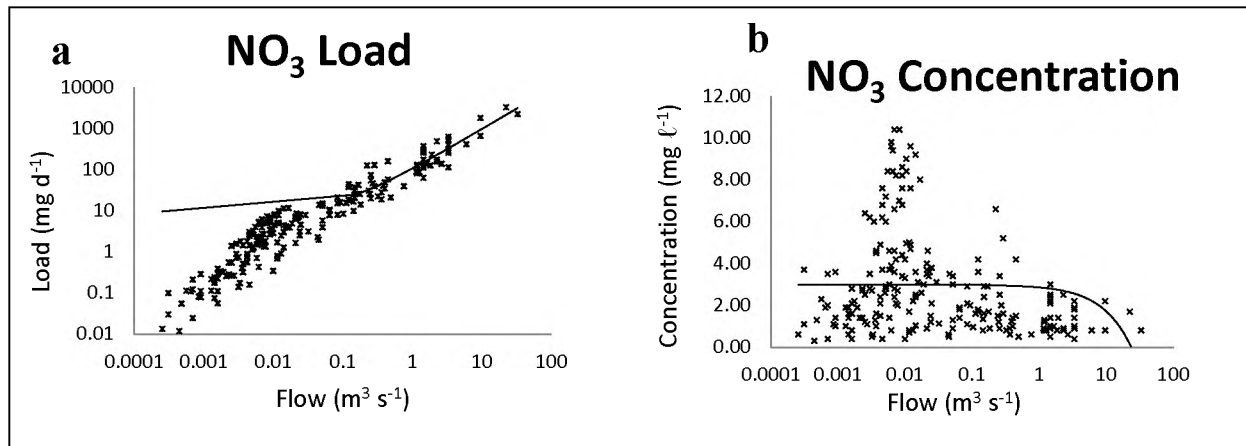 a
NO₃ Load
10000
1000
100
10
1
0.1
0.01
Load (mg d⁻¹)
0.0001 0.001 0.01 0.1 1 10 100
Flow (m³ s⁻¹)
b
NO₃ Concentration
12.00
10.00
8.00
6.00
4.00
2.00
0.00
Concentration (mg ℓ⁻¹)
0.0001 0.001 0.01 0.1 1 10 100
Flow (m³ s⁻¹)